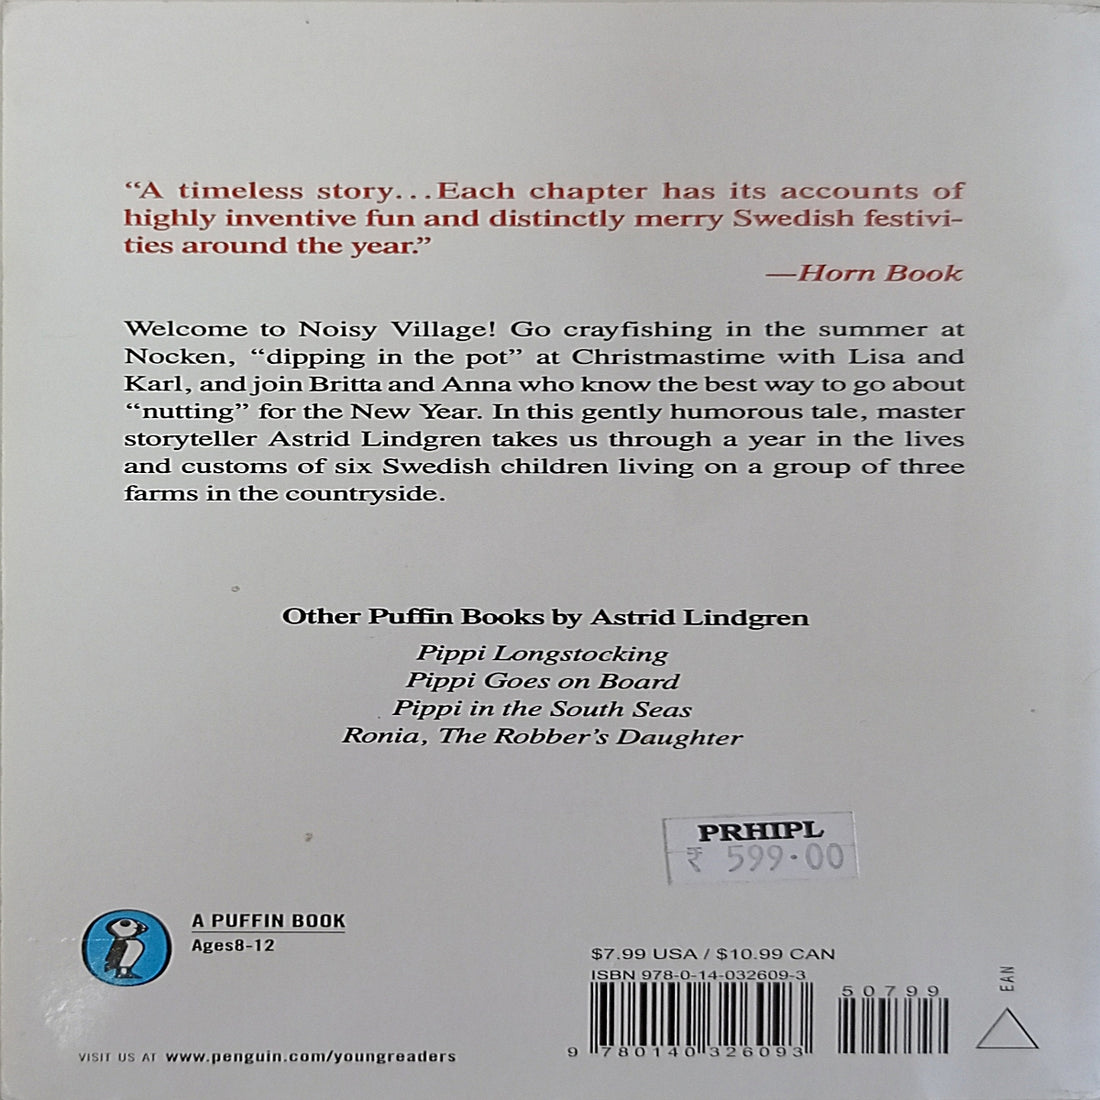 “A timeless story...Each chapter has its accounts of
highly inventive fun and distinctly merry Swedish festivi-
ties around the year.”
—Horn Book
Welcome to Noisy Village! Go crayfishing in the summer at
Nocken, “dipping in the pot” at Christmastime with Lisa and
Karl, and join Britta and Anna who know the best way to go about
“nutting” for the New Year. In this gently humorous tale, master
storyteller Astrid Lindgren takes us through a year in the lives
and customs of six Swedish children living on a group of three
farms in the countryside.
Other Puffin Books by Astrid Lindgren
Pippi Longstocking
Pippi Goes on Board
Pippi in the South Seas
Ronia, The Robber’s Daughter
PRHIPL
₹ 599.00
A PUFFIN BOOK
Ages8-12
$7.99 USA / $10.99 CAN
ISBN 978-0-14-032609-3
50799
EAN
9 780140 326093
VISIT US AT www.penguin.com/youngreaders